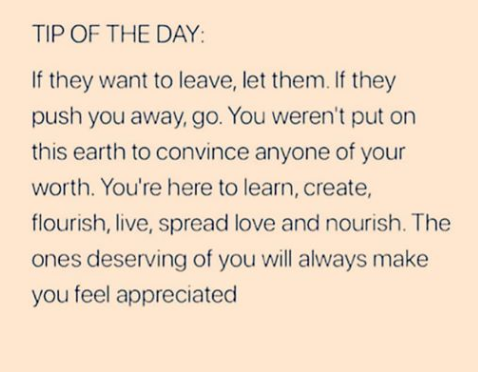 TIP OF THE DAY:
If they want to leave, let them. If they
push you away, go. You weren't put on
this earth to convince anyone of your
worth. You're here to learn, create,
flourish, live, spread love and nourish. The
ones deserving of you will always make
you feel appreciated